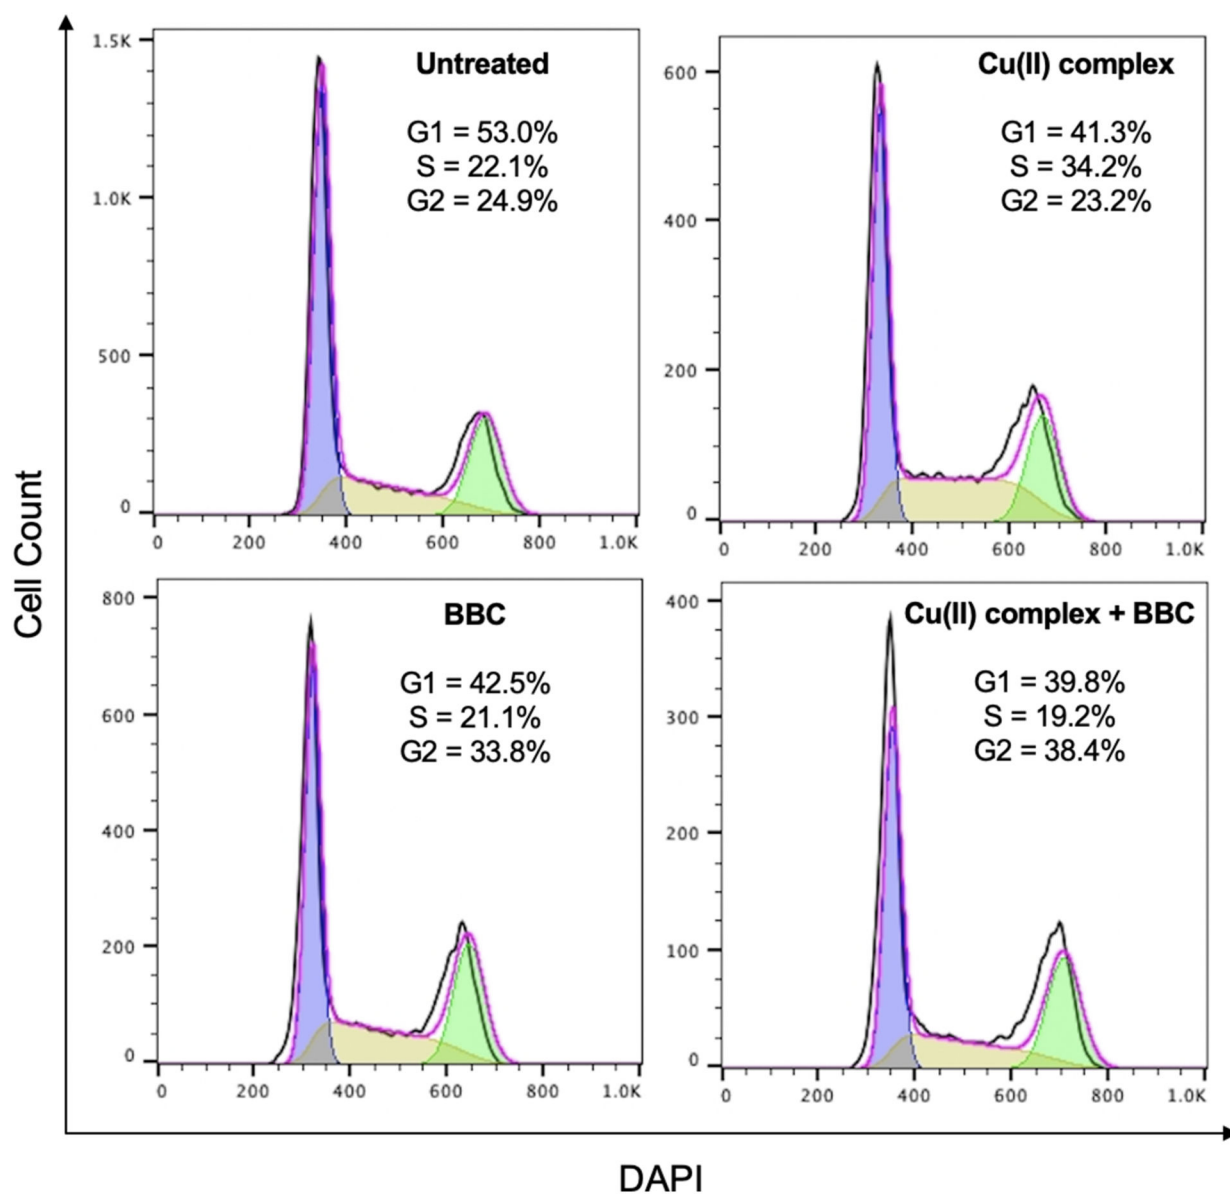 Cell Count
1.5K
1.0K
500
0
Untreated
G1 = 53.0%
S = 22.1%
G2 = 24.9%
0 200 400 600 800 1.0K
600
400
200
0
Cu(II) complex
G1 = 41.3%
S = 34.2%
G2 = 23.2%
0 200 400 600 800 1.0K
800
600
400
200
0
BBC
G1 = 42.5%
S = 21.1%
G2 = 33.8%
0 200 400 600 800 1.0K
400
300
200
100
0
Cu(II) complex + BBC
G1 = 39.8%
S = 19.2%
G2 = 38.4%
0 200 400 600 800 1.0K
DAPI